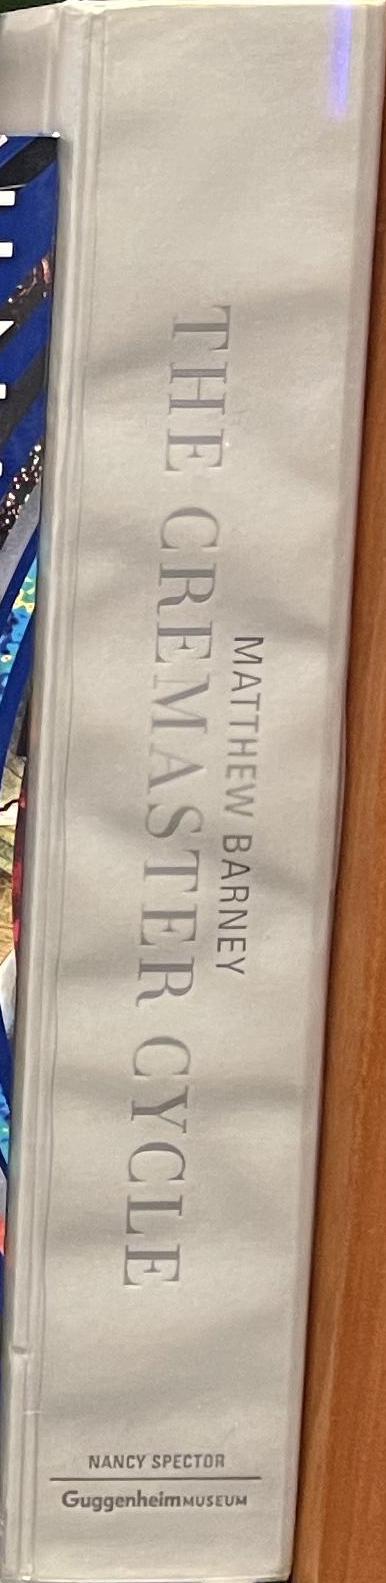 MATTHEW BARNEY
THE CREMASTER CYCLE
NANCY SPECTOR
GuggenheimMUSEUM